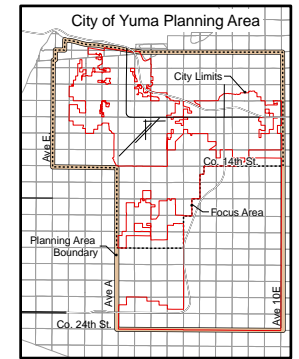 City of Yuma Planning Area
City Limits
Ave E
Co. 14th St.
Focus Area
Planning Area
Boundary
Ave A
Ave 10E
Co. 24th St.